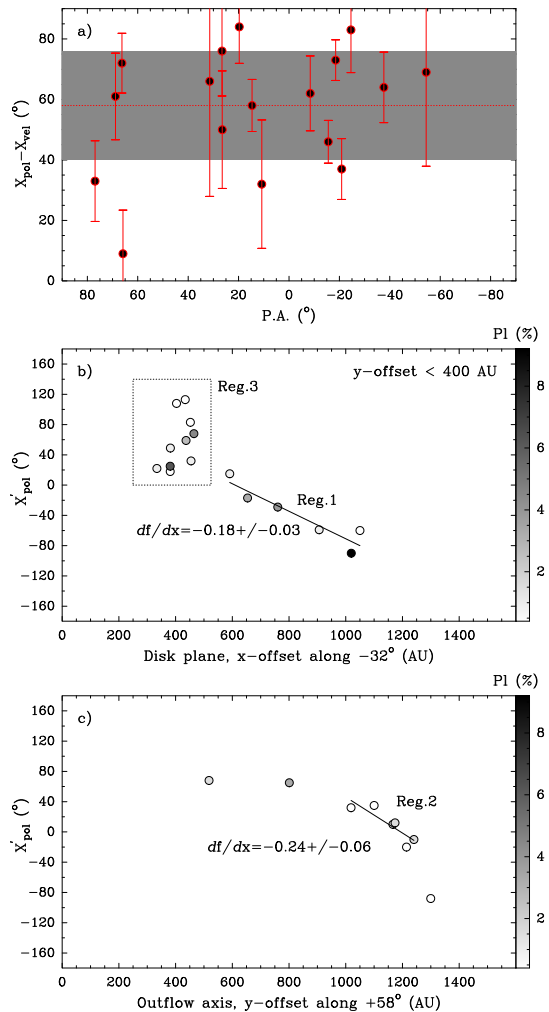 a)
80
60
40
20
0
X_pol−X_vel (°)
80 60 40 20 0 −20 −40 −60 −80
P.A. (°)
Pl (%)
b)
y-offset < 400 AU
Reg.3
Reg.1
df/dx=−0.18+/−0.03
160
120
80
40
0
−40
−80
−120
−160
X'_pol (°)
8
6
4
2
0 200 400 600 800 1000 1200 1400
Disk plane, x-offset along −32° (AU)
Pl (%)
c)
Reg.2
df/dx=−0.24+/−0.06
160
120
80
40
0
−40
−80
−120
−160
X'_pol (°)
8
6
4
2
0 200 400 600 800 1000 1200 1400
Outflow axis, y-offset along +58° (AU)